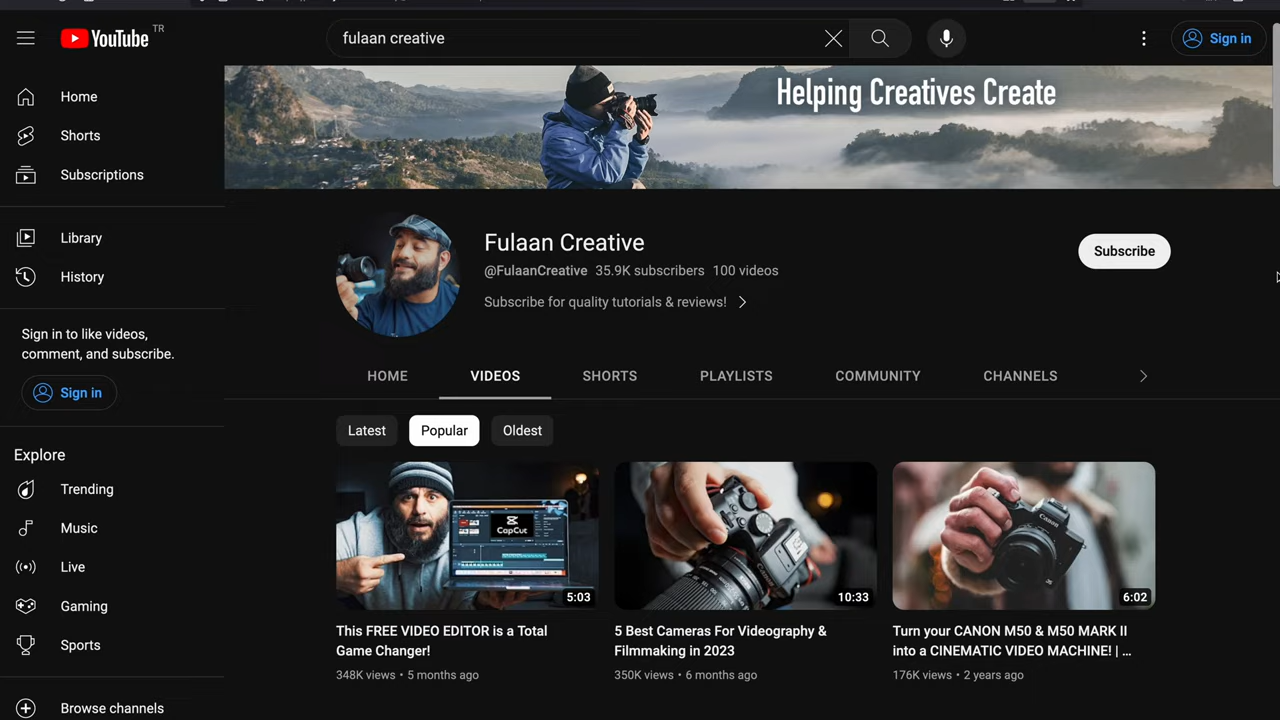 YouTube TR
fulaan creative
Sign in
Home
Shorts
Subscriptions
Library
History
Sign in to like videos,
comment, and subscribe.
Sign in
Explore
Trending
Music
Live
Gaming
Sports
Browse channels
Helping Creatives Create
Fulaan Creative
@FulaanCreative 35.9K subscribers 100 videos
Subscribe for quality tutorials & reviews!
Subscribe
HOME VIDEOS SHORTS PLAYLISTS COMMUNITY CHANNELS
Latest Popular Oldest
CapCut
5:03
This FREE VIDEO EDITOR is a Total
Game Changer!
348K views • 5 months ago
10:33
5 Best Cameras For Videography &
Filmmaking in 2023
350K views • 6 months ago
Canon
6:02
Turn your CANON M50 & M50 MARK II
into a CINEMATIC VIDEO MACHINE! | ...
176K views • 2 years ago